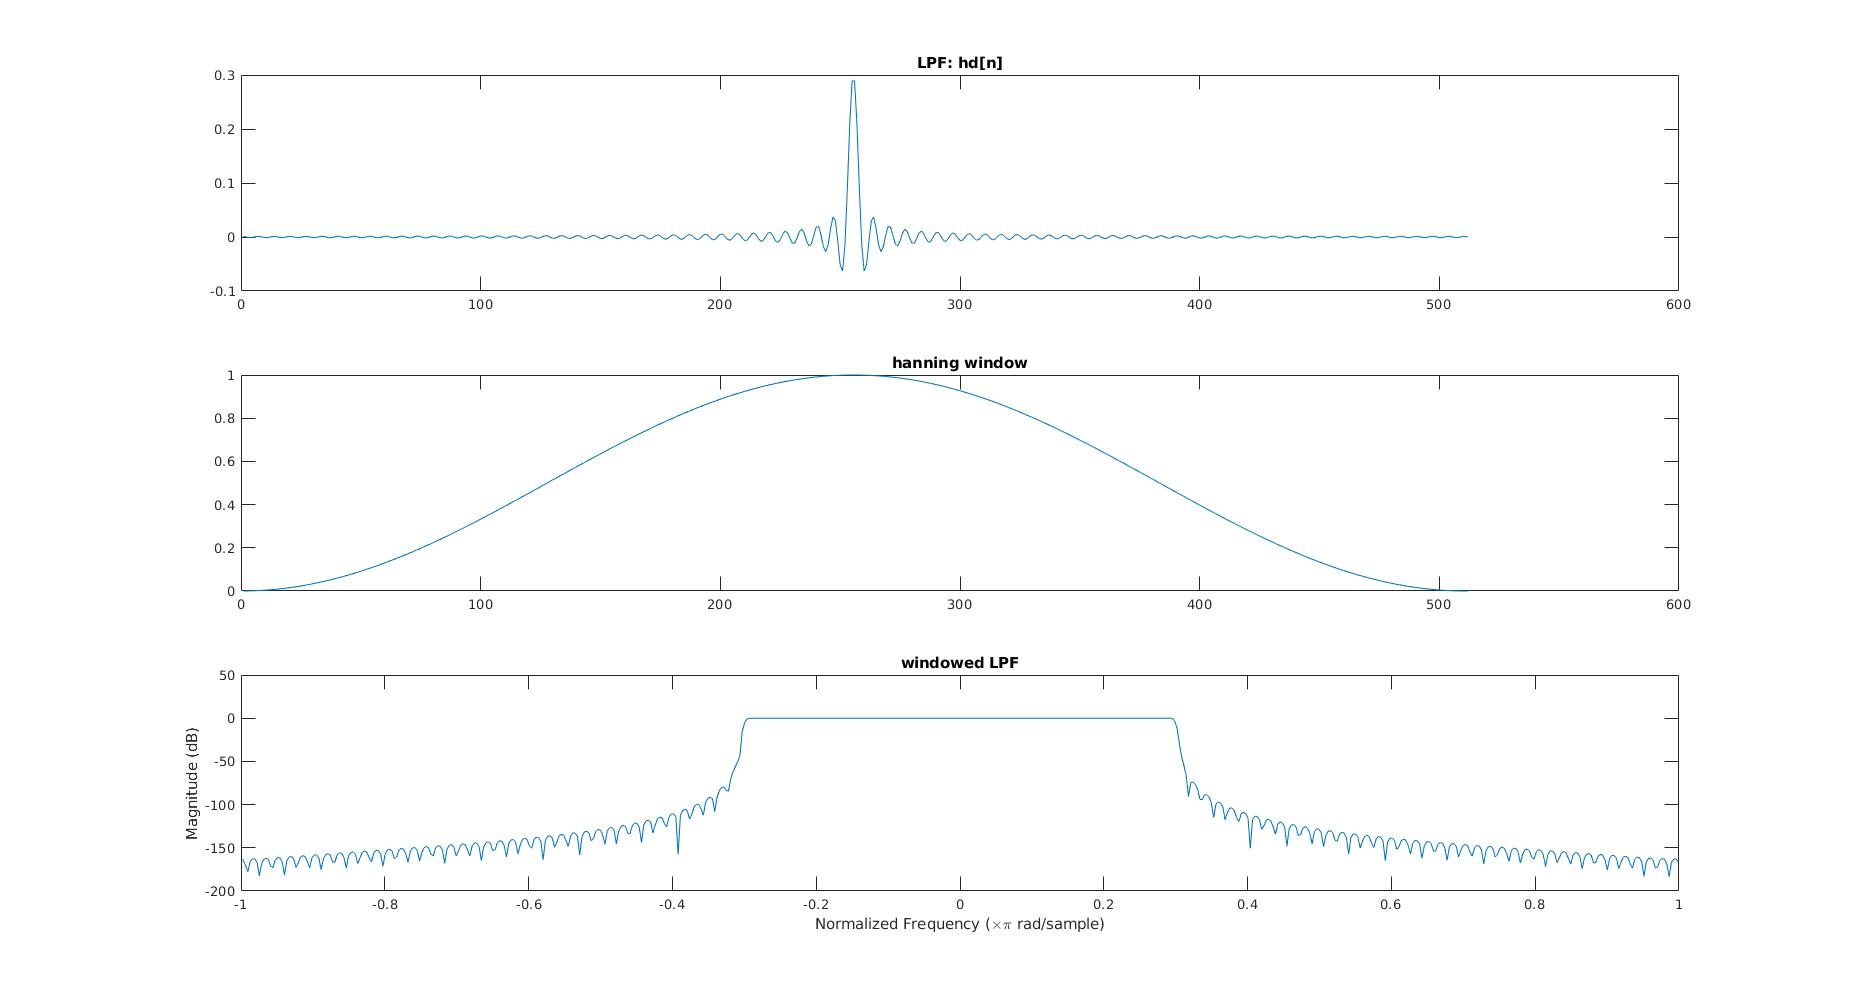 LPF: hd[n]
0.3
0.2
0.1
0
-0.1
0 100 200 300 400 500 600
hanning window
1
0.8
0.6
0.4
0.2
0
0 100 200 300 400 500 600
windowed LPF
50
0
-50
-100
-150
-200
Magnitude (dB)
-1 -0.8 -0.6 -0.4 -0.2 0 0.2 0.4 0.6 0.8 1
Normalized Frequency (×π rad/sample)